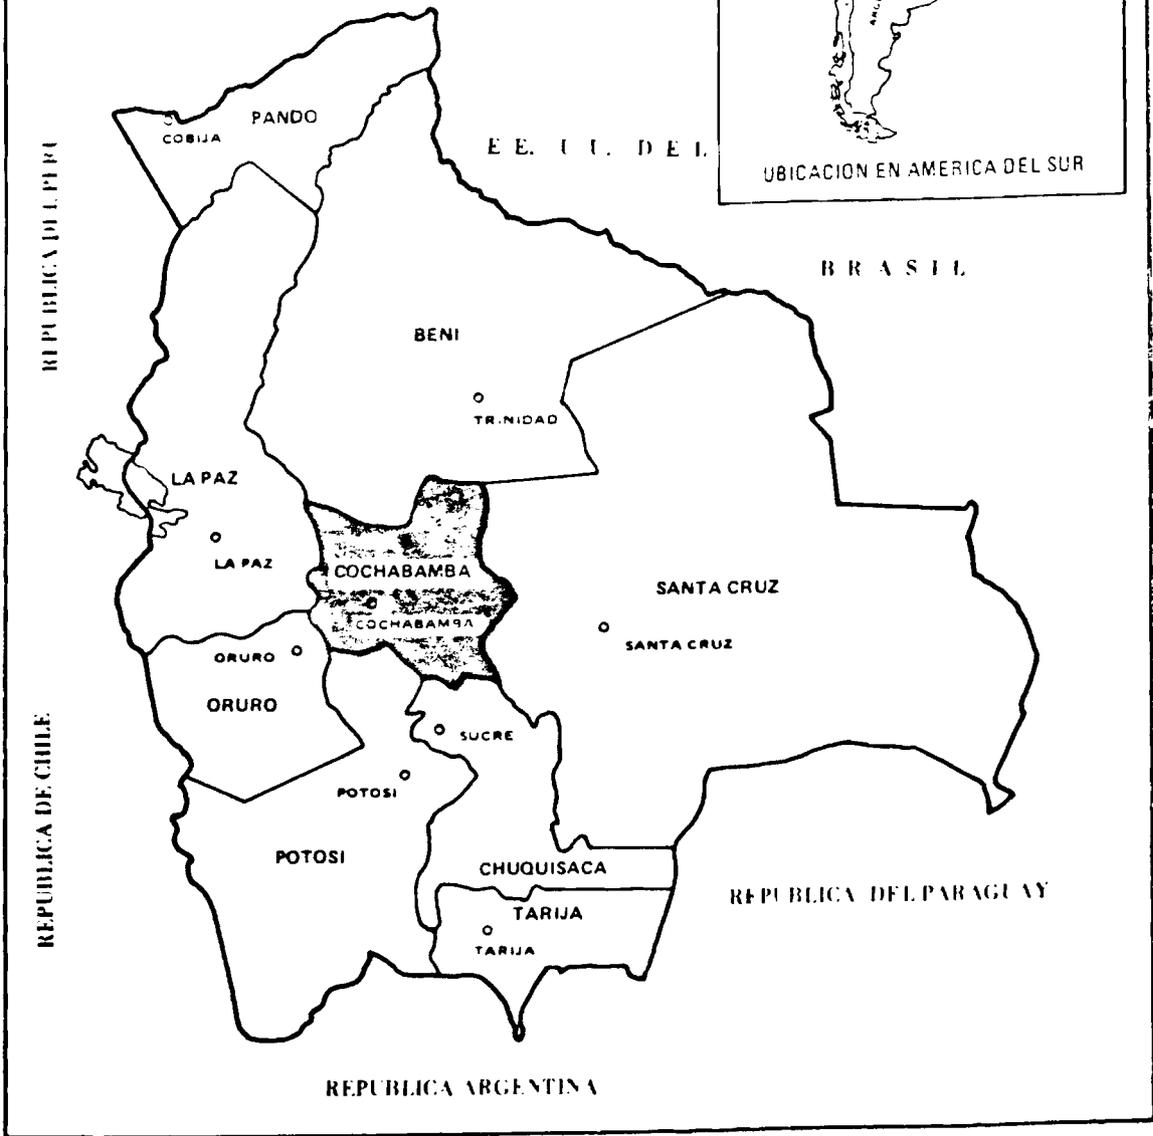 PANDO
COBIJA
EE. UU. DEL
BRASIL
UBICACION EN AMERICA DEL SUR
REPUBLICA DEL PERU
BENI
TRINIDAD
LA PAZ
LA PAZ
COCHABAMBA
COCHABAMBA
SANTA CRUZ
SANTA CRUZ
ORURO
ORURO
SUCRE
POTOSI
POTOSI
REPUBLICA DE CHILE
CHUQUISACA
TARIJA
TARIJA
REPUBLICA DEL PARAGUAY
REPUBLICA ARGENTINA